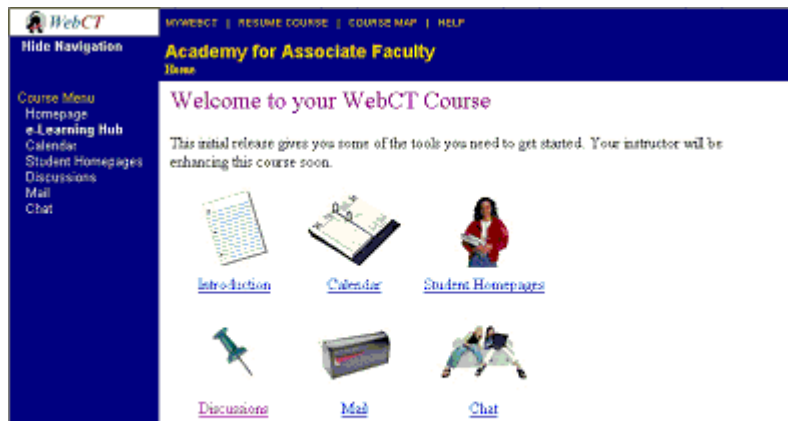 WebCT
MYWEBCT | RESUME COURSE | COURSE MAP | HELP
Hide Navigation
Academy for Associate Faculty
Home
Course Menu
Homepage
e-Learning Hub
Calendar
Student Homepages
Discussions
Mail
Chat
Welcome to your WebCT Course
This initial release gives you some of the tools you need to get started. Your instructor will be
enhancing this course soon.
Introduction Calendar Student Homepages
Discussions Mail Chat